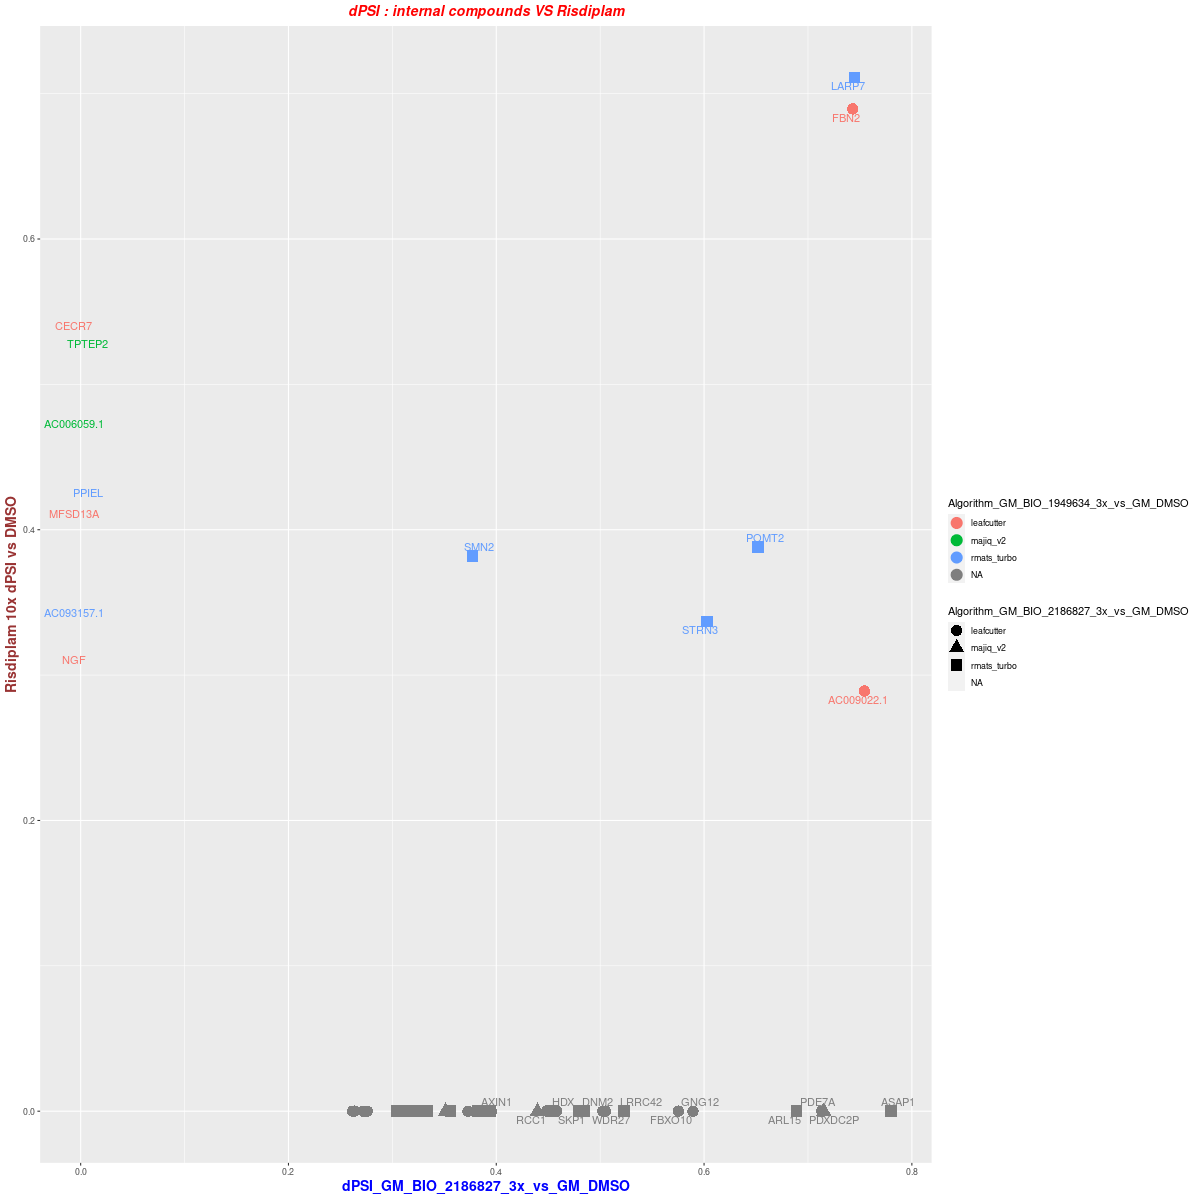 dPSI : internal compounds VS Risdiplam
LARP7
FBN2
0.6
CECR7
TPTEP2
AC006059.1
PPIEL
MFSD13A
0.4
SMN2
POMT2
AC093157.1
STRN3
NGF
AC009022.1
0.2
AXIN1
HDX
DNM2
LRRC42
GNG12
PDE7A
ASAP1
0.0
RCC1
SKP1
WDR27
FBXO10
ARL15
PDXDC2P
0.0
0.2
0.4
0.6
0.8
dPSI_GM_BIO_2186827_3x_vs_GM_DMSO
Risdiplam 10x dPSI vs DMSO
Algorithm_GM_BIO_1949634_3x_vs_GM_DMSO
leafcutter
majiq_v2
rmats_turbo
NA
Algorithm_GM_BIO_2186827_3x_vs_GM_DMSO
leafcutter
majiq_v2
rmats_turbo
NA